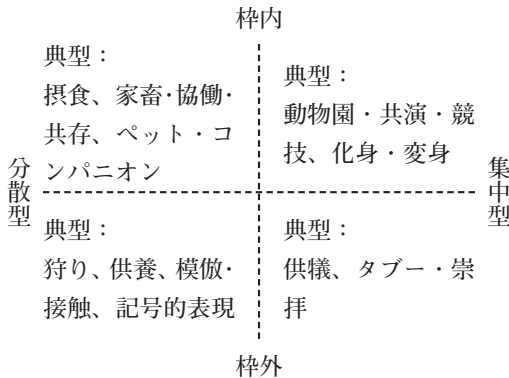 枠内
典型：
摂食、家畜・協働・
共存、ペット・コ
ンパニオン
典型：
動物園・共演・競
技、化身・変身
分散型
集中型
典型：
狩り、供養、模倣・
接触、記号的表現
典型：
供犠、タブー・崇
拝
枠外